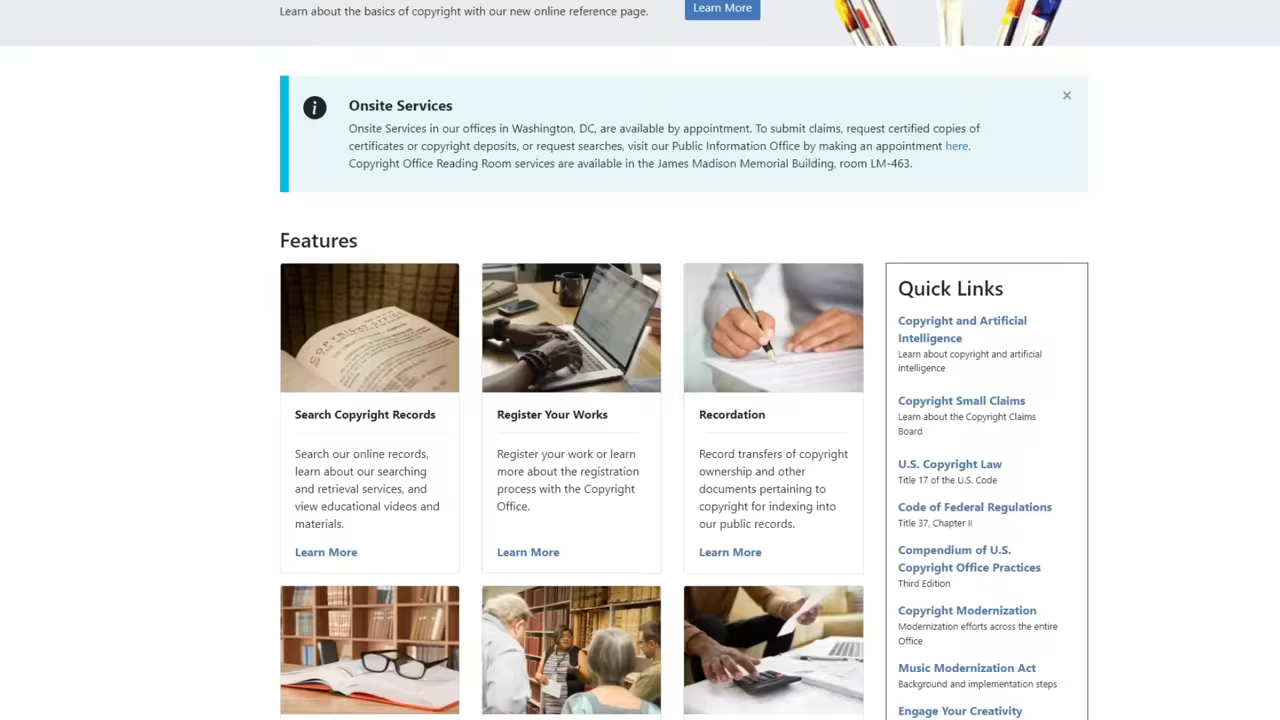 Learn about the basics of copyright with our new online reference page.
Learn More
Onsite Services
Onsite Services in our offices in Washington, DC, are available by appointment. To submit claims, request certified copies of
certificates or copyright deposits, or request searches, visit our Public Information Office by making an appointment here.
Copyright Office Reading Room services are available in the James Madison Memorial Building, room LM-463.
Features
Search Copyright Records
Search our online records,
learn about our searching
and retrieval services, and
view educational videos and
materials.
Learn More
Register Your Works
Register your work or learn
more about the registration
process with the Copyright
Office.
Learn More
Recordation
Record transfers of copyright
ownership and other
documents pertaining to
copyright for indexing into
our public records.
Learn More
Quick Links
Copyright and Artificial
Intelligence
Learn about copyright and artificial
intelligence
Copyright Small Claims
Learn about the Copyright Claims
Board
U.S. Copyright Law
Title 17 of the U.S. Code
Code of Federal Regulations
Title 37, Chapter II
Compendium of U.S.
Copyright Office Practices
Third Edition
Copyright Modernization
Modernization efforts across the entire
Office
Music Modernization Act
Background and implementation steps
Engage Your Creativity